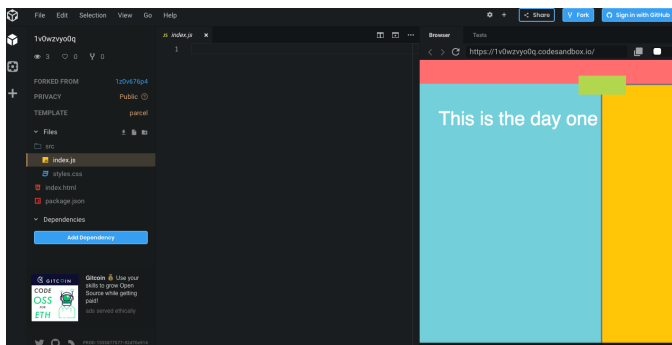 File Edit Selection View Go Help
+ Share Fork Sign in with GitHub
1v0wzvyo0q
3 0 0
FORKED FROM 1z0v676p4
PRIVACY Public
TEMPLATE parcel
Files
src
index.js
styles.css
index.html
package.json
Dependencies
Add Dependency
GITCOIN
CODE
OSS
FOR
ETH
Gitcoin Use your
skills to grow Open
Source while getting
paid!
ads served ethically
JS index.js ×
1
Browser Tests
https://1v0wzvyo0q.codesandbox.io/
This is the day one